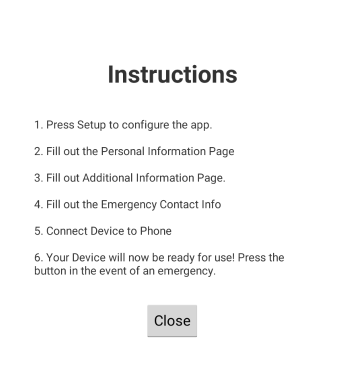 Instructions
1. Press Setup to configure the app.
2. Fill out the Personal Information Page
3. Fill out Additional Information Page.
4. Fill out the Emergency Contact Info
5. Connect Device to Phone
6. Your Device will now be ready for use! Press the
button in the event of an emergency.
Close